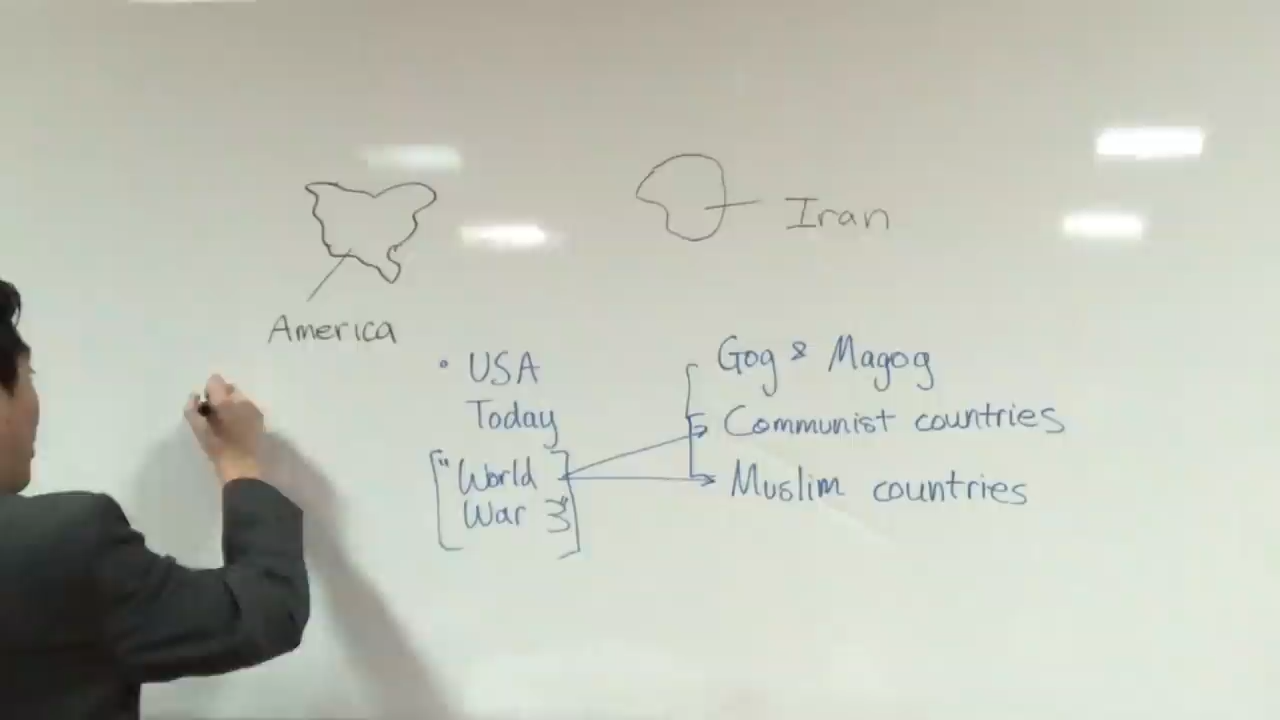 Iran
America
• USA
Today
["World
War 3"]
Gog & Magog
Communist countries
Muslim countries